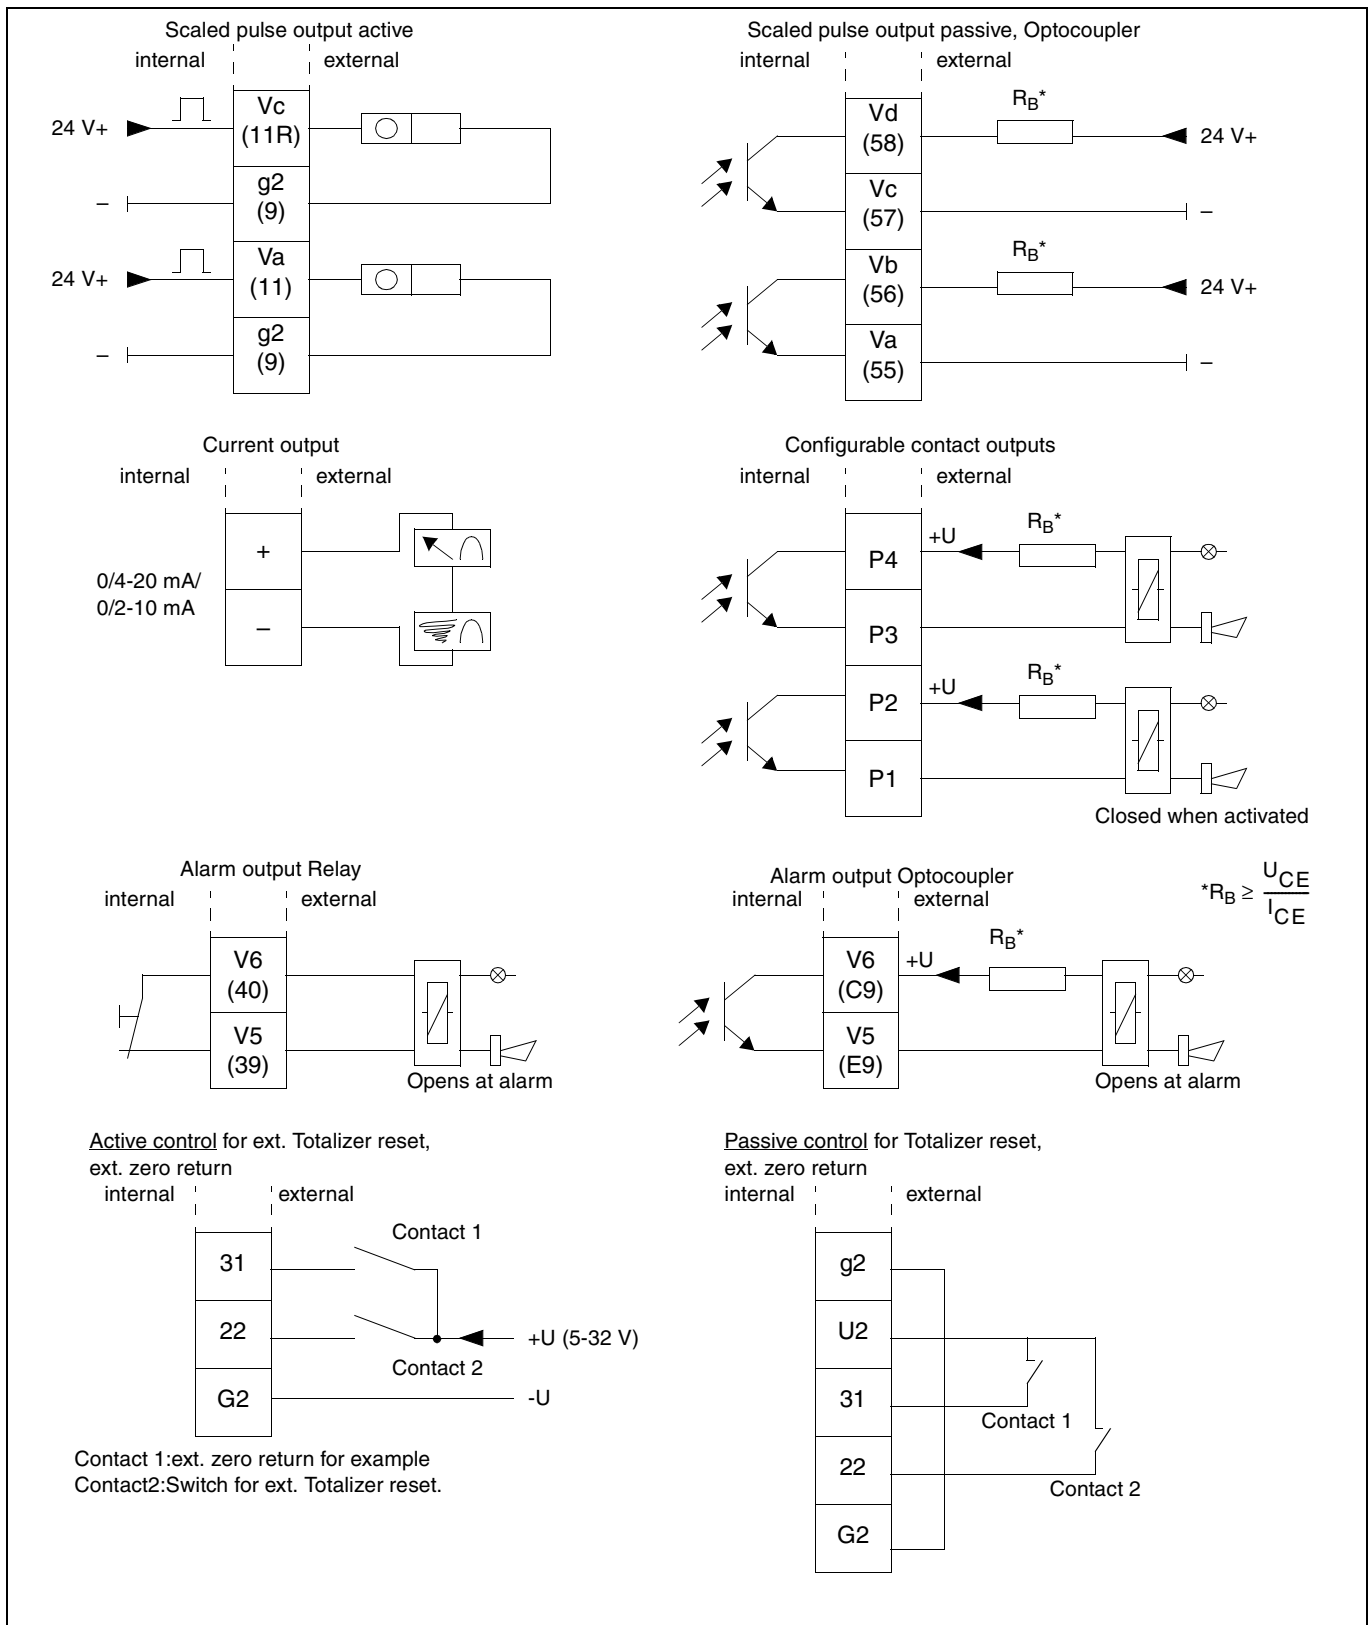 Scaled pulse output active
internal external
24 V+
Vc
(11R)
–
g2
(9)
24 V+
Va
(11)
–
g2
(9)
Scaled pulse output passive, Optocoupler
internal external
Vd
(58)
RB*
24 V+
Vc
(57)
–
Vb
(56)
RB*
24 V+
Va
(55)
–
Current output
internal external
0/4-20 mA/
0/2-10 mA
+
–
Configurable contact outputs
internal external
P4
+U
RB*
P3
P2
+U
RB*
P1
Closed when activated
Alarm output Relay
internal external
V6
(40)
V5
(39)
Opens at alarm
Alarm output Optocoupler
internal external
V6
(C9)
+U
RB*
V5
(E9)
Opens at alarm
*RB ≥ UCE
ICE
Active control for ext. Totalizer reset,
ext. zero return
internal external
31
Contact 1
22
+U (5-32 V)
Contact 2
G2
-U
Contact 1:ext. zero return for example
Contact2:Switch for ext. Totalizer reset.
Passive control for Totalizer reset,
ext. zero return
internal external
g2
U2
31
Contact 1
22
Contact 2
G2